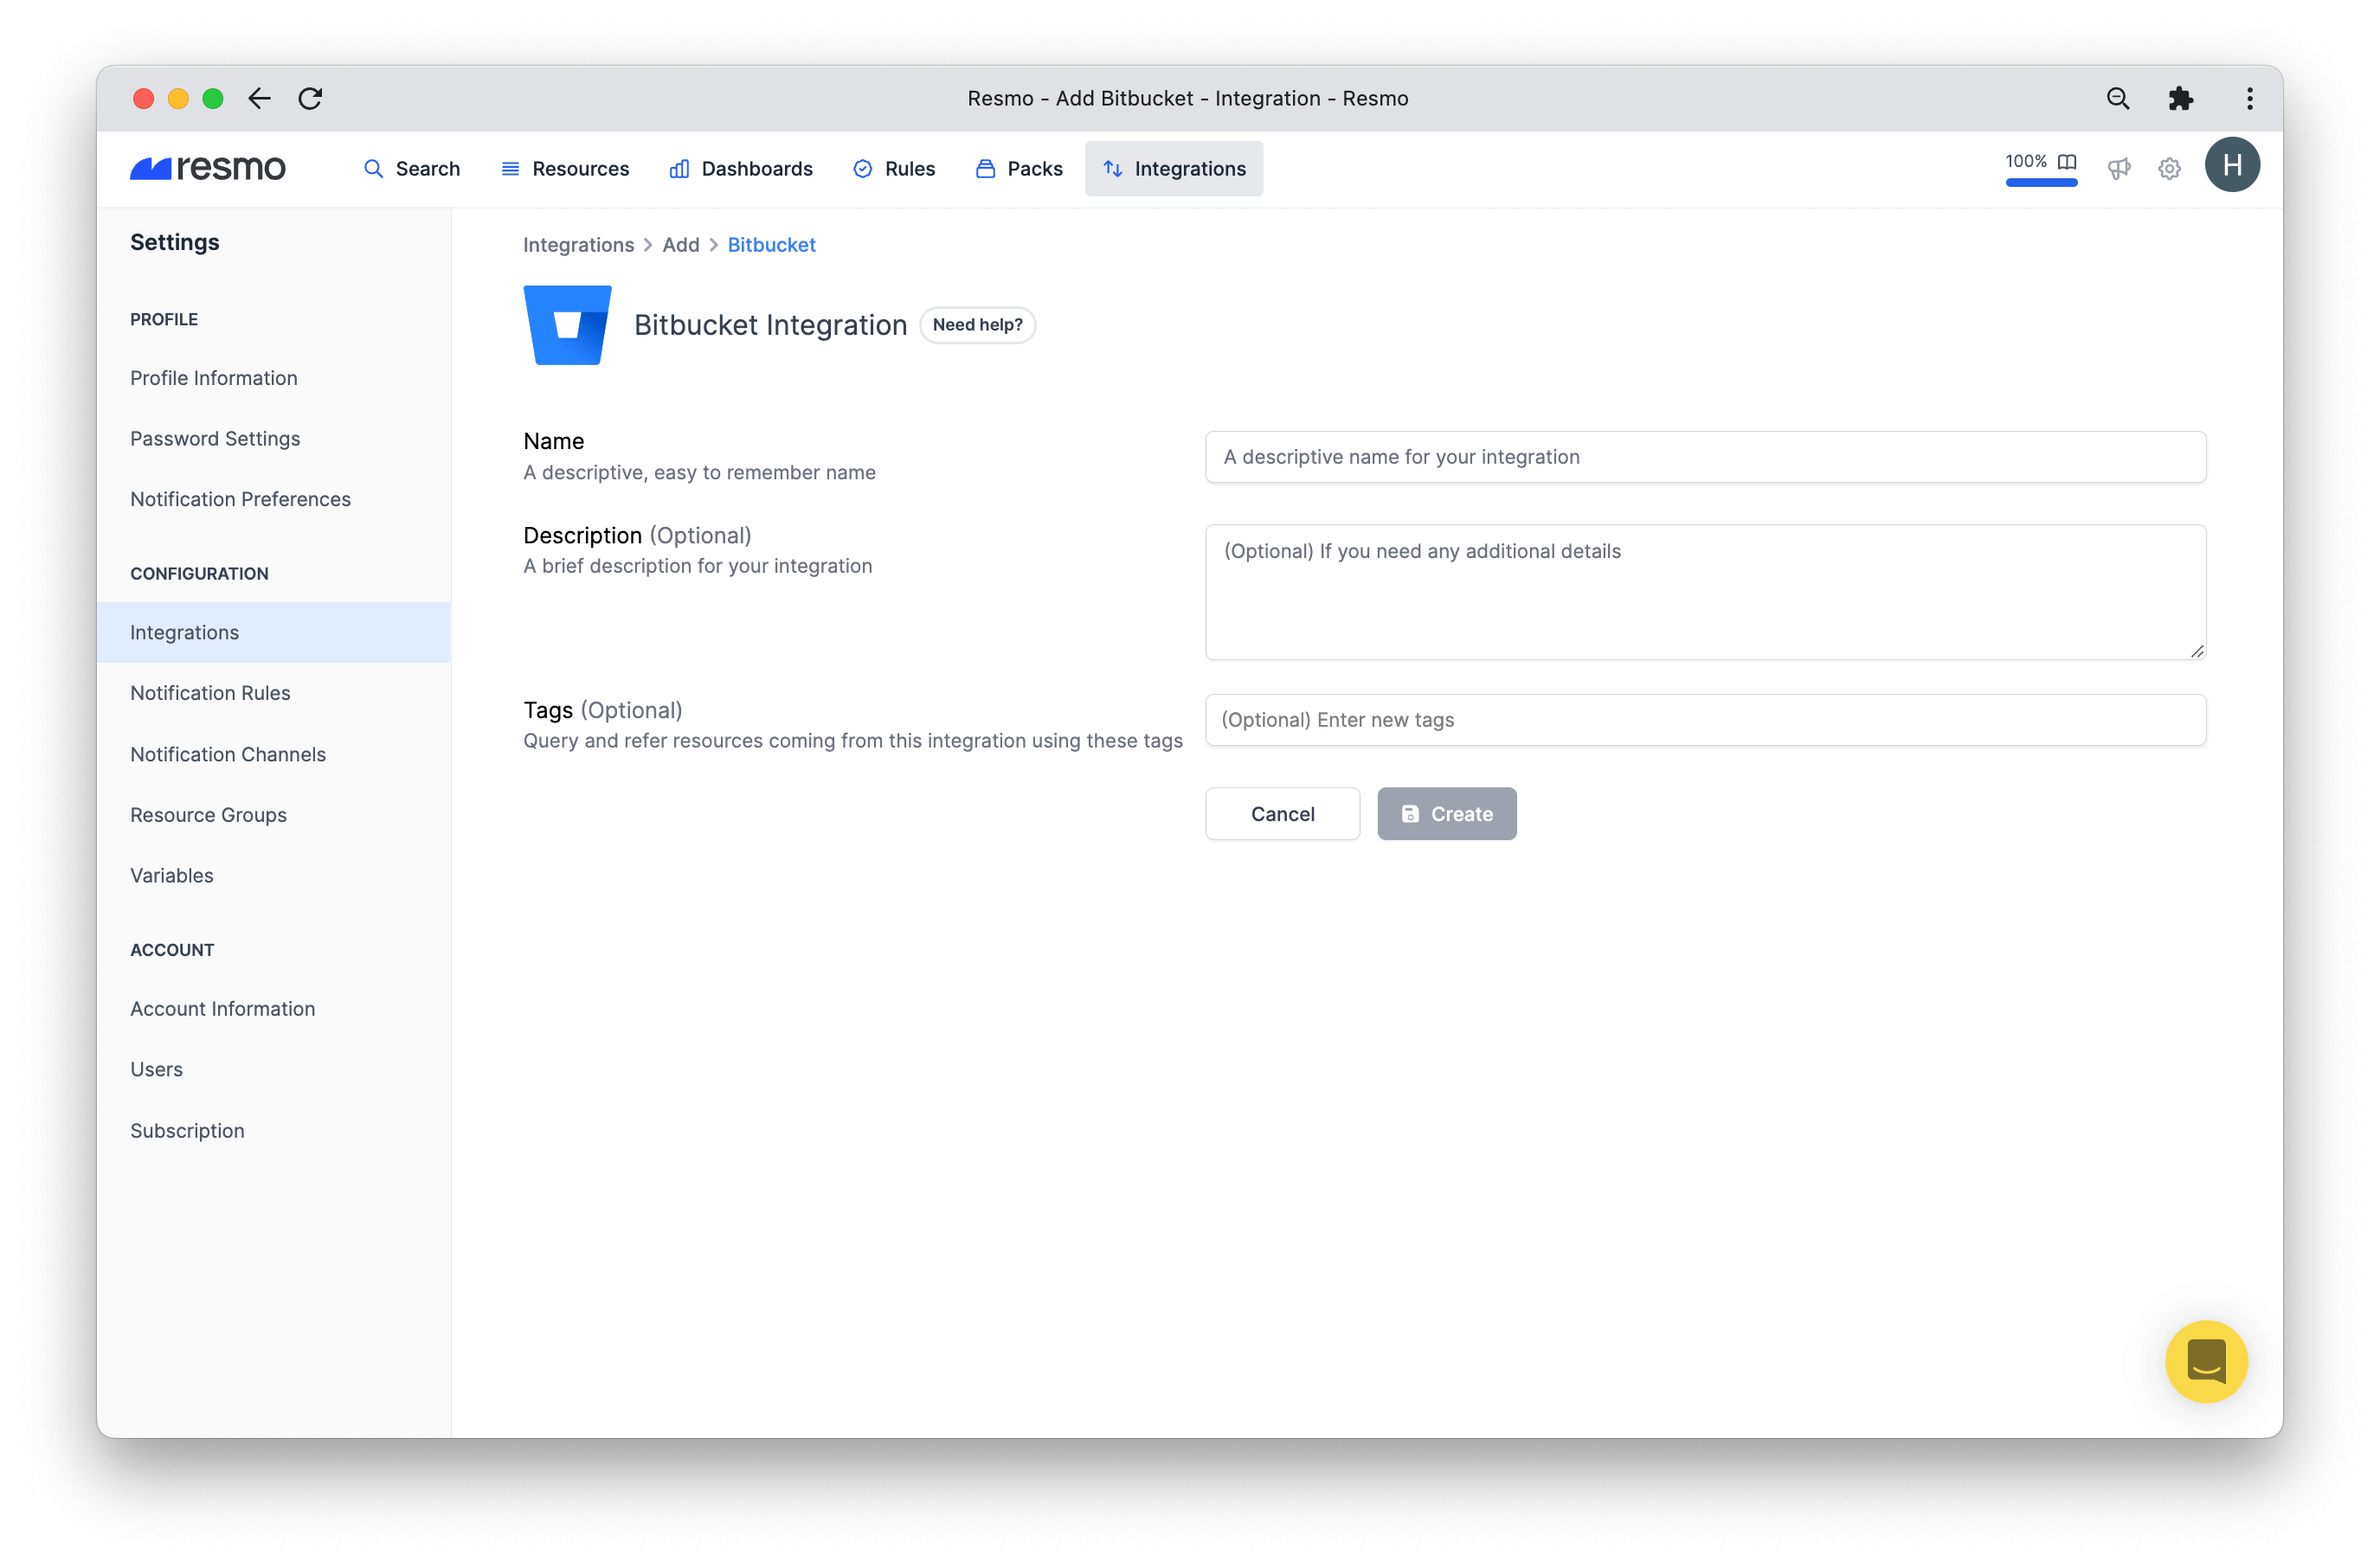 Resmo - Add Bitbucket - Integration - Resmo
resmo
Search
Resources
Dashboards
Rules
Packs
Integrations
100%
H
Settings
PROFILE
Profile Information
Password Settings
Notification Preferences
CONFIGURATION
Integrations
Notification Rules
Notification Channels
Resource Groups
Variables
ACCOUNT
Account Information
Users
Subscription
Integrations > Add > Bitbucket
Bitbucket Integration
Need help?
Name
A descriptive, easy to remember name
A descriptive name for your integration
Description (Optional)
A brief description for your integration
(Optional) If you need any additional details
Tags (Optional)
Query and refer resources coming from this integration using these tags
(Optional) Enter new tags
Cancel
Create